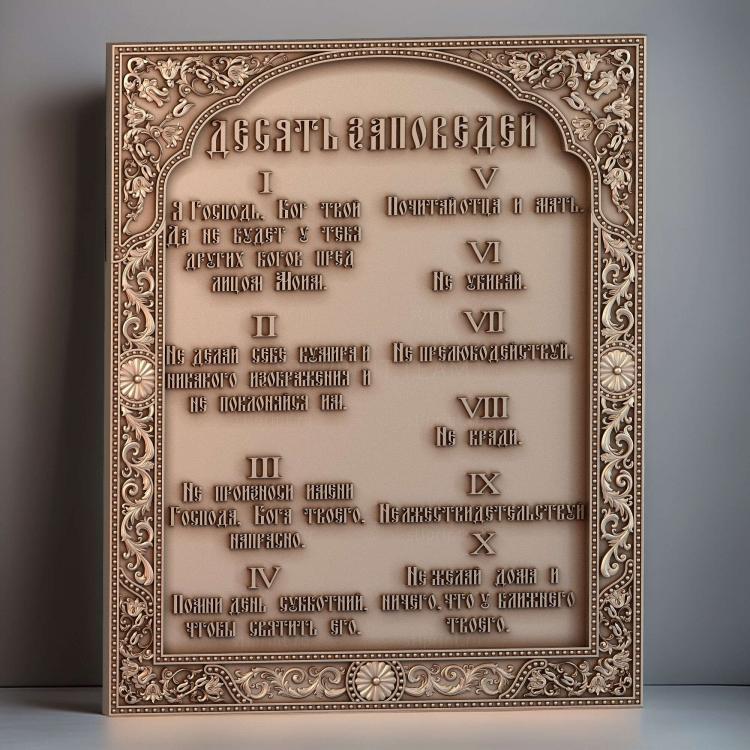 ДЕСЯТЬ ЗАПОВЕДЕЙ
I
Я Господь, Бог твой
Да не будет у тебя
других богов пред
лицом Моим.
II
Не делай себе кумира и
никакого изображения и
не поклоняйся им.
III
Не произноси имени
Господа, Бога твоего,
напрасно.
IV
Помни день субботний,
чтобы святить его.
V
Почитай отца и мать.
VI
Не убивай.
VII
Не прелюбодействуй.
VIII
Не кради.
IX
Не лжесвидетельствуй
X
Не желай дома и
ничего, что у ближнего
твоего.